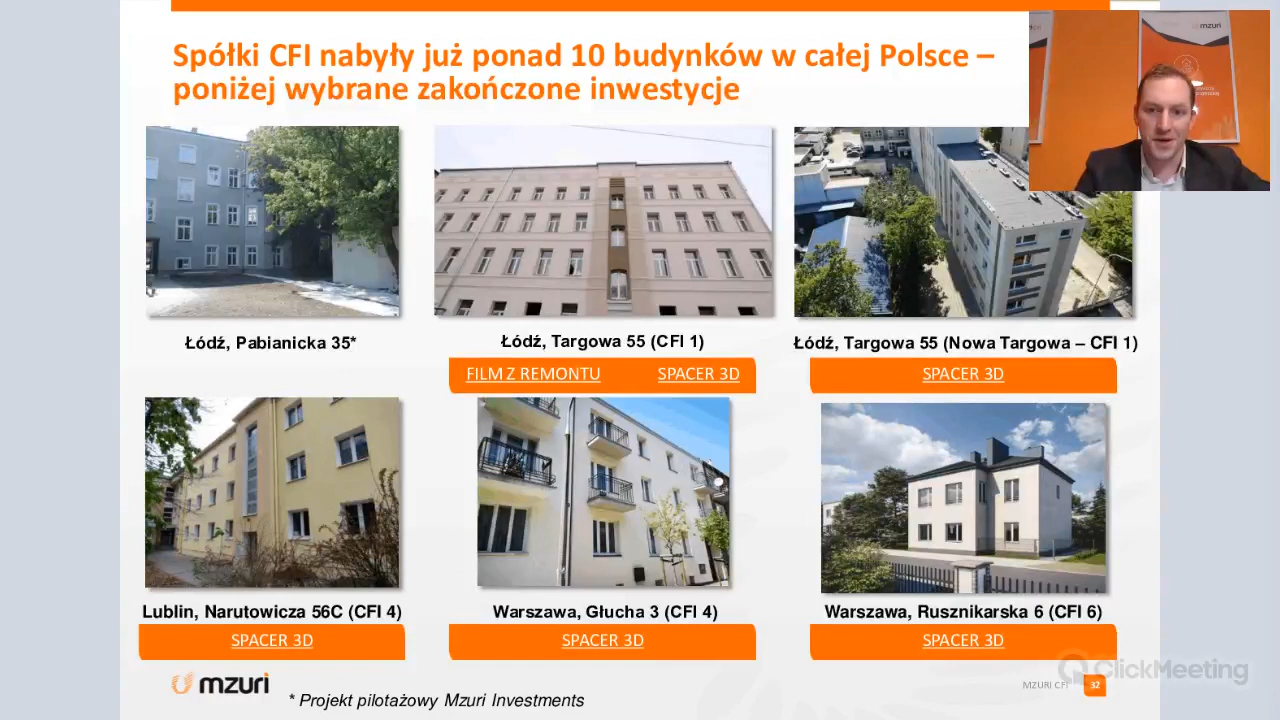 Spółki CFI nabyły już ponad 10 budynków w całej Polsce –
poniżej wybrane zakończone inwestycje
mzuri
Łódź, Pabianicka 35*
Łódź, Targowa 55 (CFI 1)
Łódź, Targowa 55 (Nowa Targowa – CFI 1)
FILM Z REMONTU SPACER 3D
SPACER 3D
Lublin, Narutowicza 56C (CFI 4)
Warszawa, Głucha 3 (CFI 4)
Warszawa, Rusznikarska 6 (CFI 6)
SPACER 3D
SPACER 3D
SPACER 3D
mzuri
* Projekt pilotażowy Mzuri Investments
MZURI CFI
32
ClickMeeting